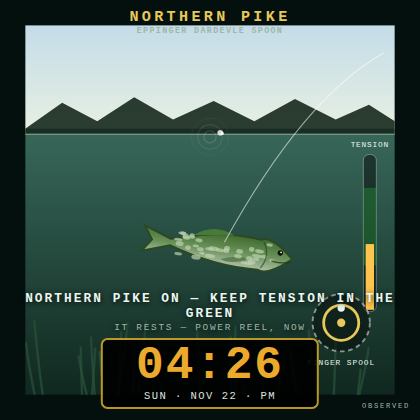 NORTHERN PIKE
EPPINGER DARDEVLE SPOON
TENSION
NORTHERN PIKE ON — KEEP TENSION IN THE
GREEN
IT RESTS — POWER REEL, NOW
NGER SPOOL
04:26
SUN · NOV 22 · PM
OBSERVED